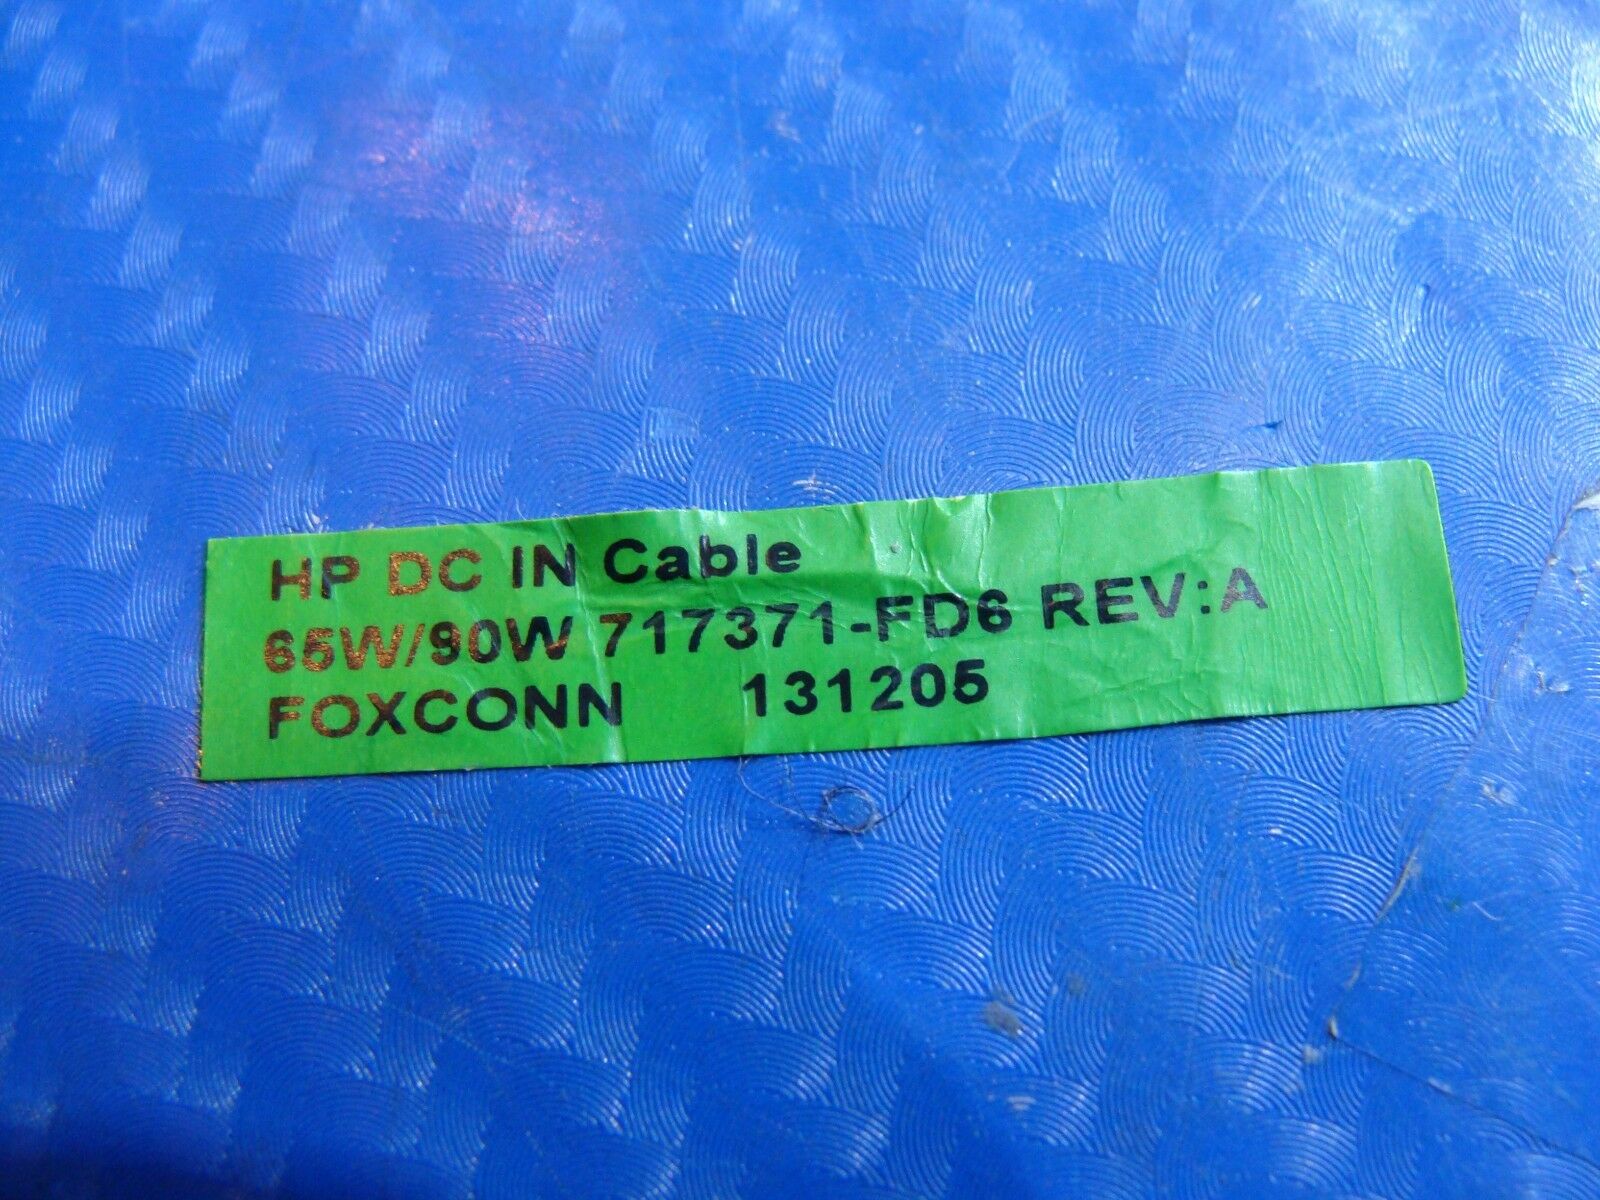 HP DC IN Cable
65W/90W 717371-FD6 REV:A
FOXCONN 131205